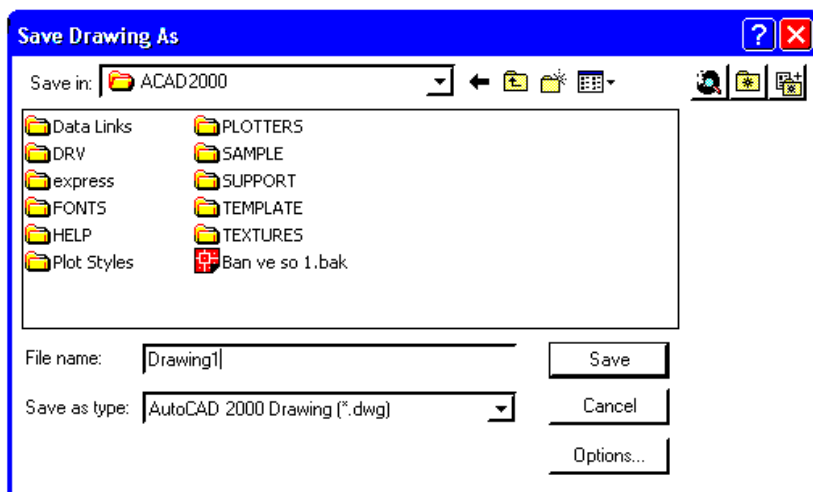 Save Drawing As
Save in: ACAD2000
Data Links PLOTTERS
DRV SAMPLE
express SUPPORT
FONTS TEMPLATE
HELP TEXTURES
Plot Styles Ban ve so 1.bak
File name: Drawing1 Save
Save as type: AutoCAD 2000 Drawing (*.dwg) Cancel
Options...